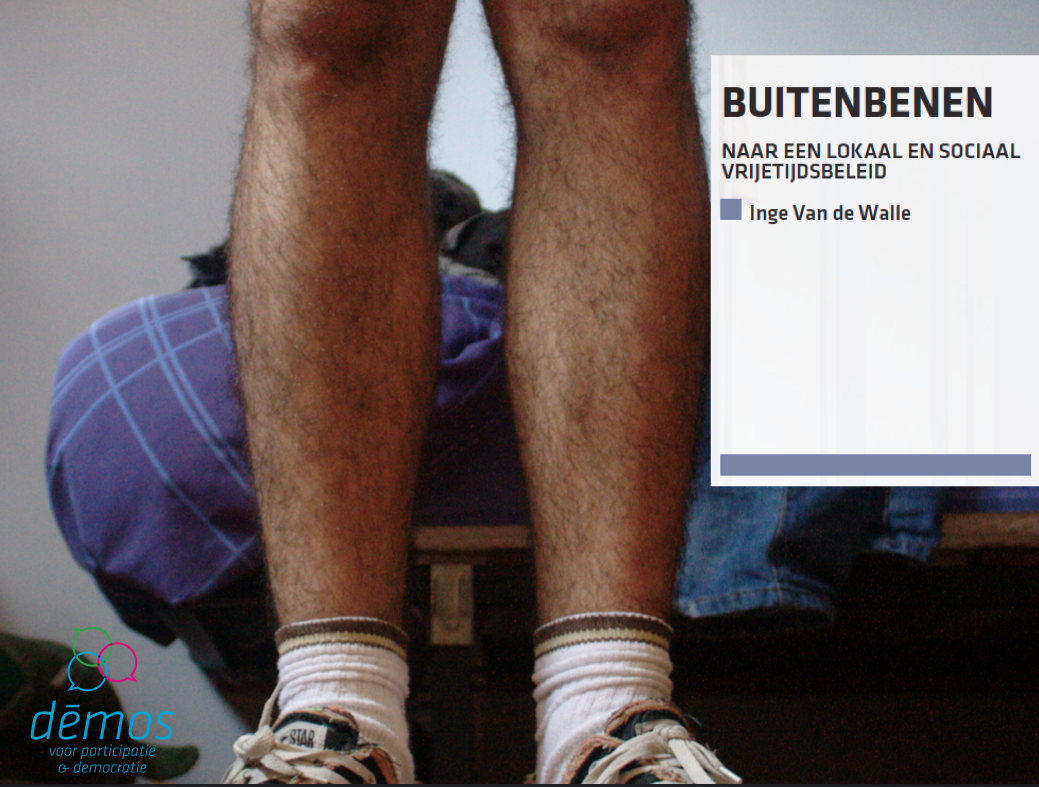 BUITENBENEN
NAAR EEN LOKAAL EN SOCIAAL
VRIJETIJDSBELEID
Inge Van de Walle
STAR
dēmos
voor participatie
& democratie